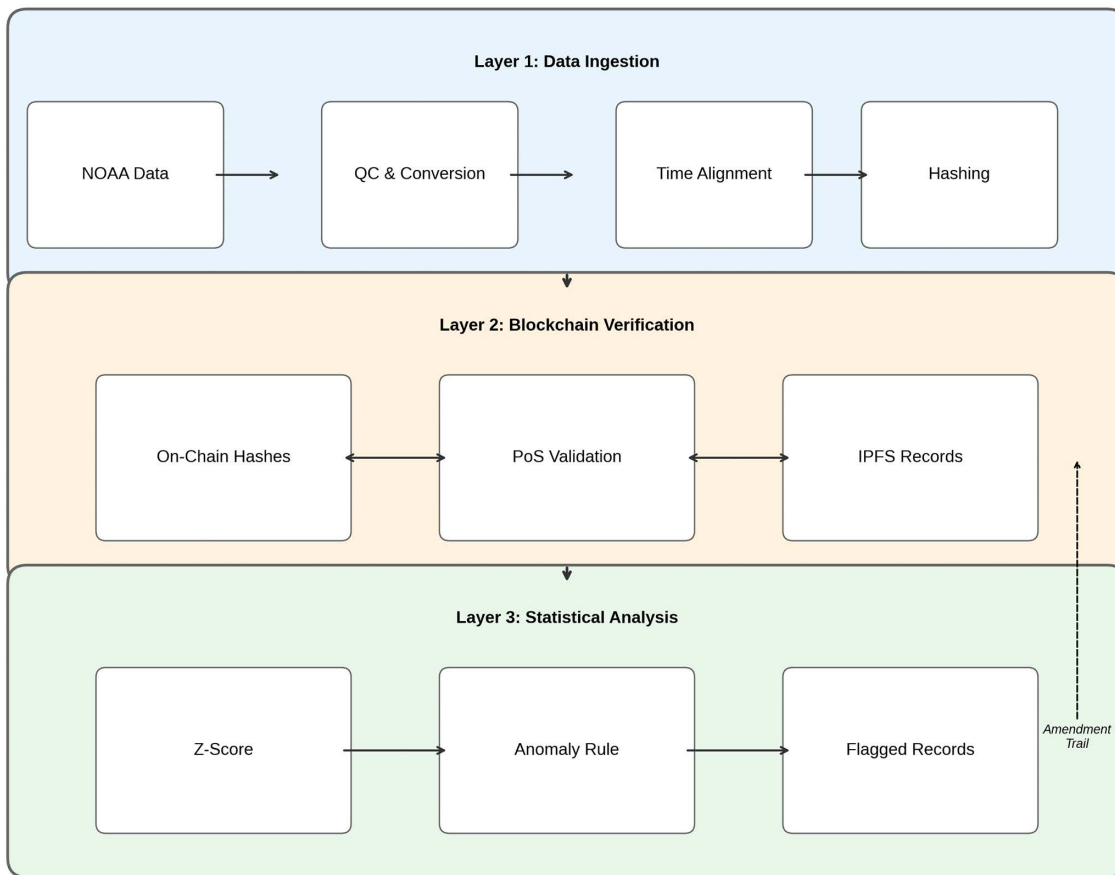 Layer 1: Data Ingestion
NOAA Data
QC & Conversion
Time Alignment
Hashing
Layer 2: Blockchain Verification
On-Chain Hashes
PoS Validation
IPFS Records
Layer 3: Statistical Analysis
Z-Score
Anomaly Rule
Flagged Records
Amendment
Trail